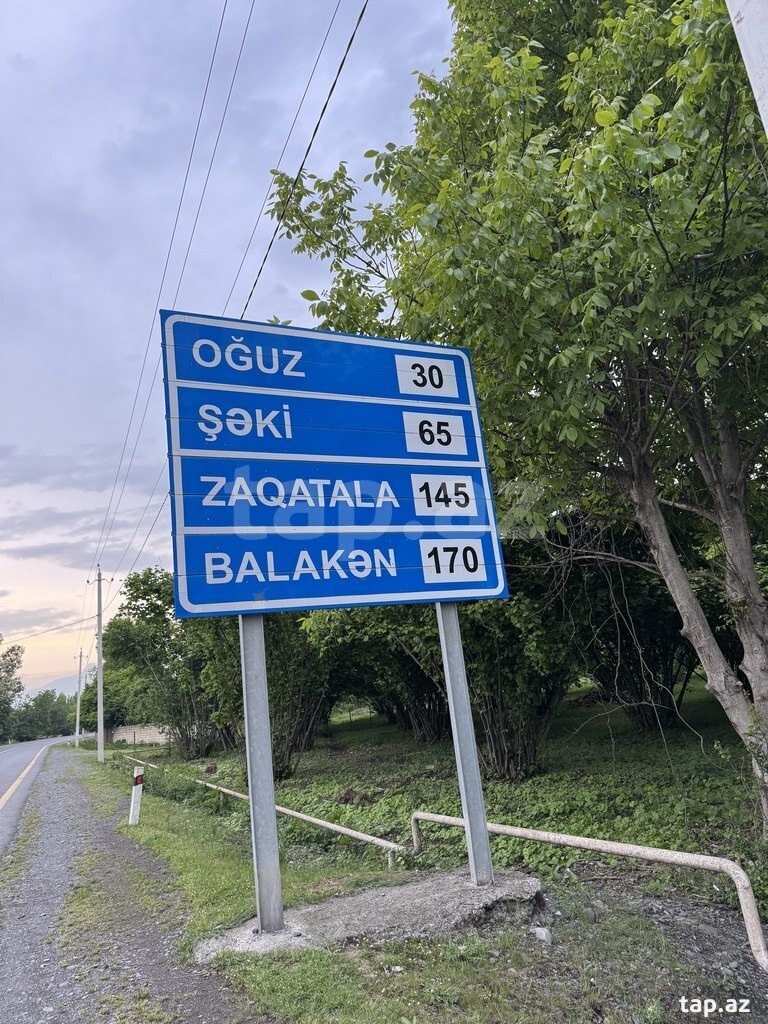 OĞUZ 30
ŞƏKİ 65
ZAQATALA 145
BALAKƏN 170
tap.az
tap.az